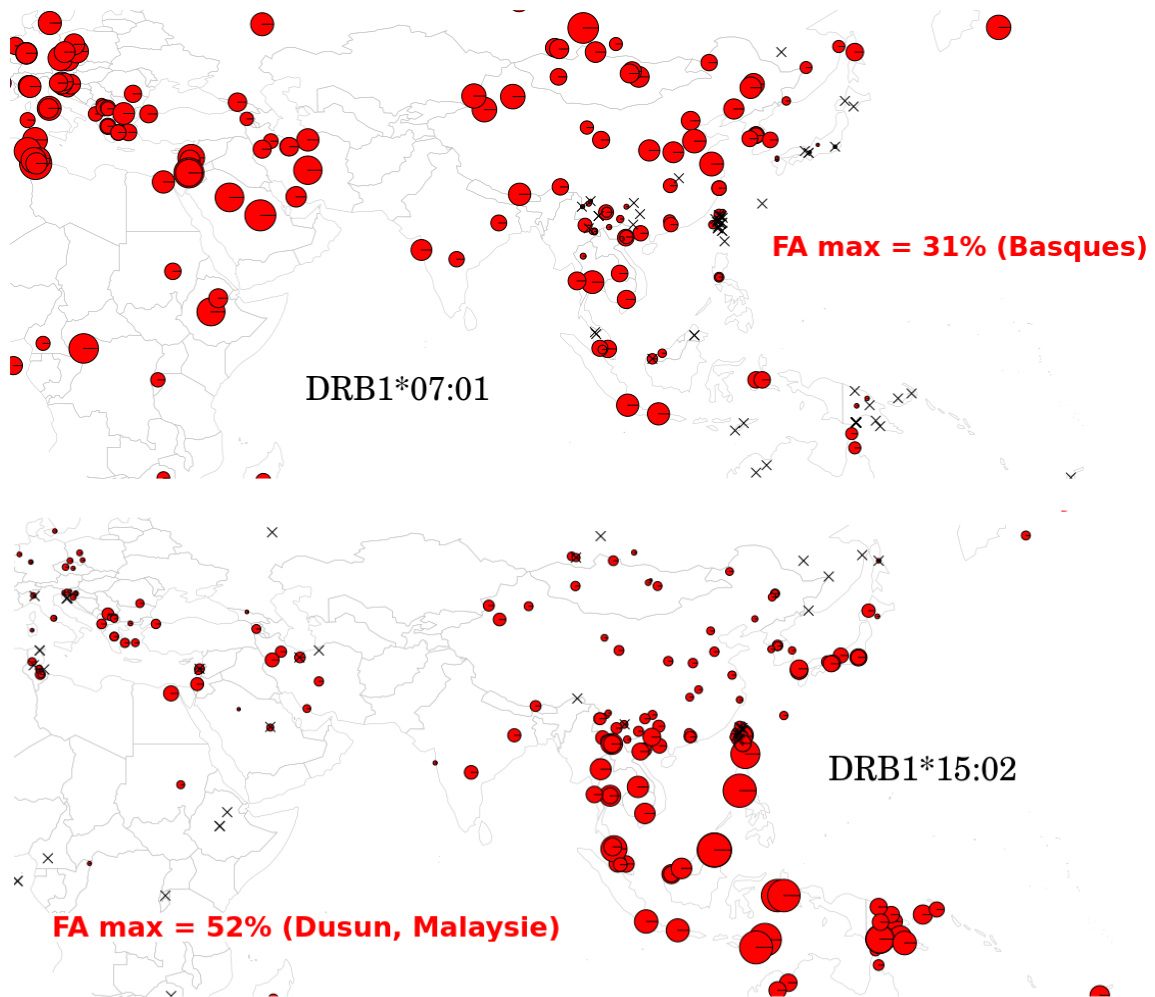 FA max = 31% (Basques)
DRB1*07:01
DRB1*15:02
FA max = 52% (Dusun, Malaysie)